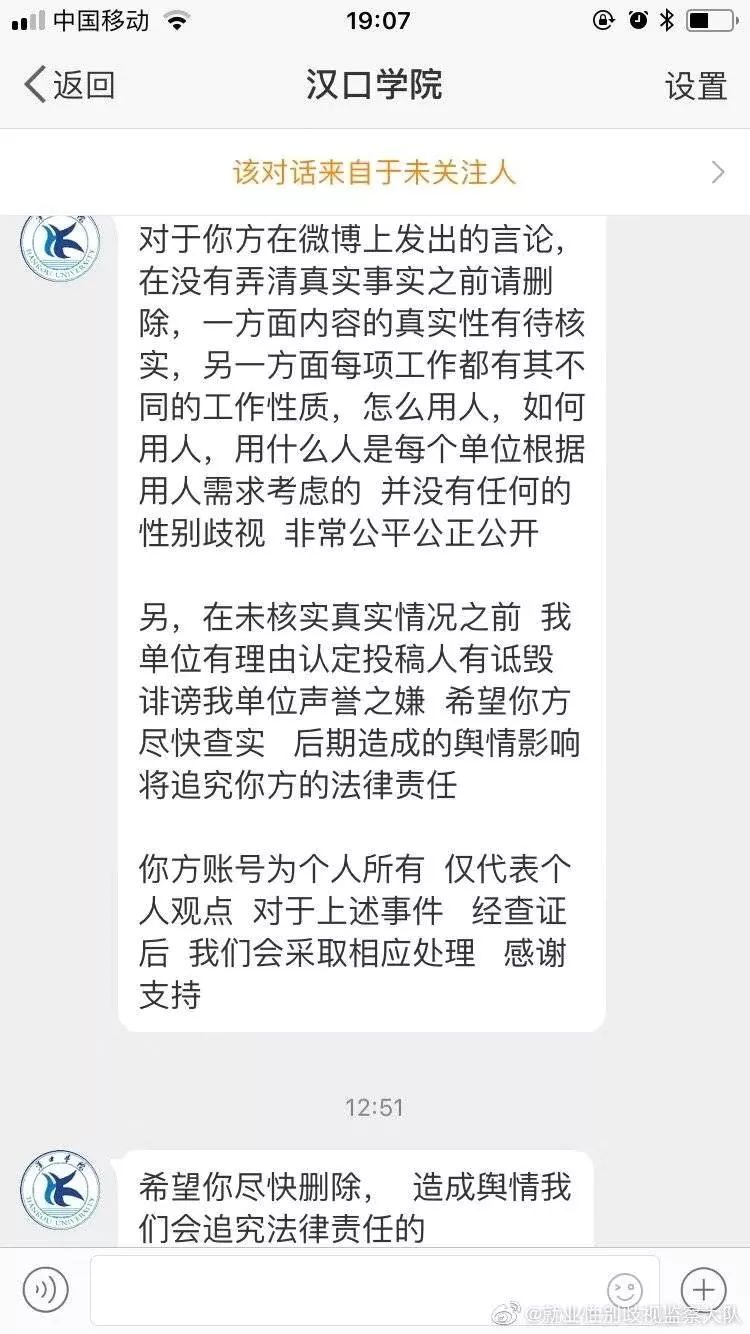 中国移动
19:07
返回
汉口学院
设置
该对话来自于未关注人
对于你方在微博上发出的言论，
在没有弄清真实事实之前请删
除，一方面内容的真实性有待核
实，另一方面每项工作都有其不
同的工作性质，怎么用人，如何
用人，用什么人是每个单位根据
用人需求考虑的 并没有任何的
性别歧视 非常公平公正公开
另，在未核实真实情况之前 我
单位有理由认定投稿人有诋毁
诽谤我单位声誉之嫌 希望你方
尽快查实 后期造成的舆情影响
将追究你方的法律责任
你方账号为个人所有 仅代表个
人观点 对于上述事件 经查证
后 我们会采取相应处理 感谢
支持
12:51
汉口学院
HANKOU UNIVERSITY
希望你尽快删除， 造成舆情我
们会追究法律责任的
@就业性别歧视监察大队